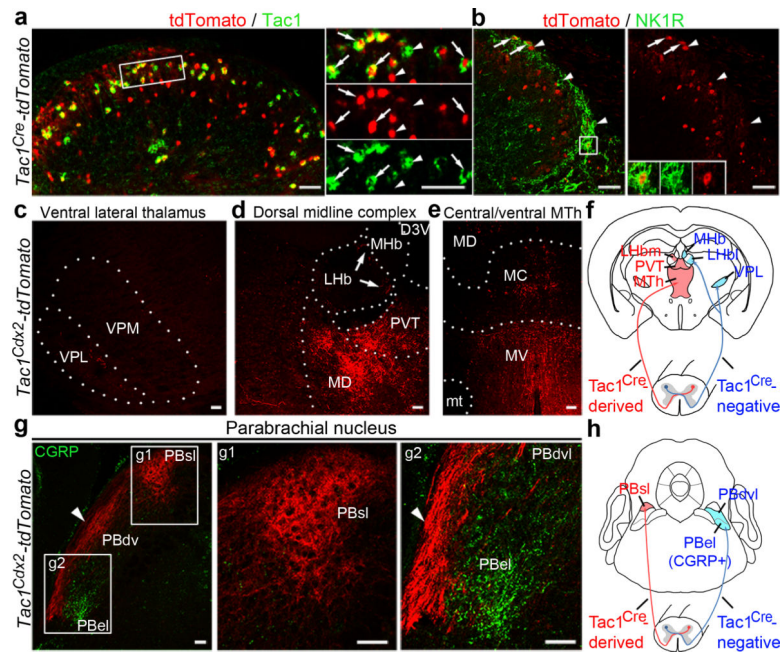 a
tdTomato / Tac1
b
tdTomato / NK1R
Tac1Cre-tdTomato
c
Ventral lateral thalamus
d
Dorsal midline complex
e
Central/ventral MTh
f
VPM
VPL
D3V
MHb
LHb
PVT
MD
MD
MC
MV
mt
LHbm
PVT
MTh
MHb
LHbl
VPL
Tac1Cre-
derived
Tac1Cre-
negative
Tac1Cdx2-tdTomato
g
Parabrachial nucleus
h
CGRP
g1
PBsl
PBdv
g2
PBel
g1
PBsl
g2
PBdvl
PBel
PBsl
PBdvl
PBel
(CGRP+)
Tac1Cre-
derived
Tac1Cre-
negative
Tac1Cdx2-tdTomato